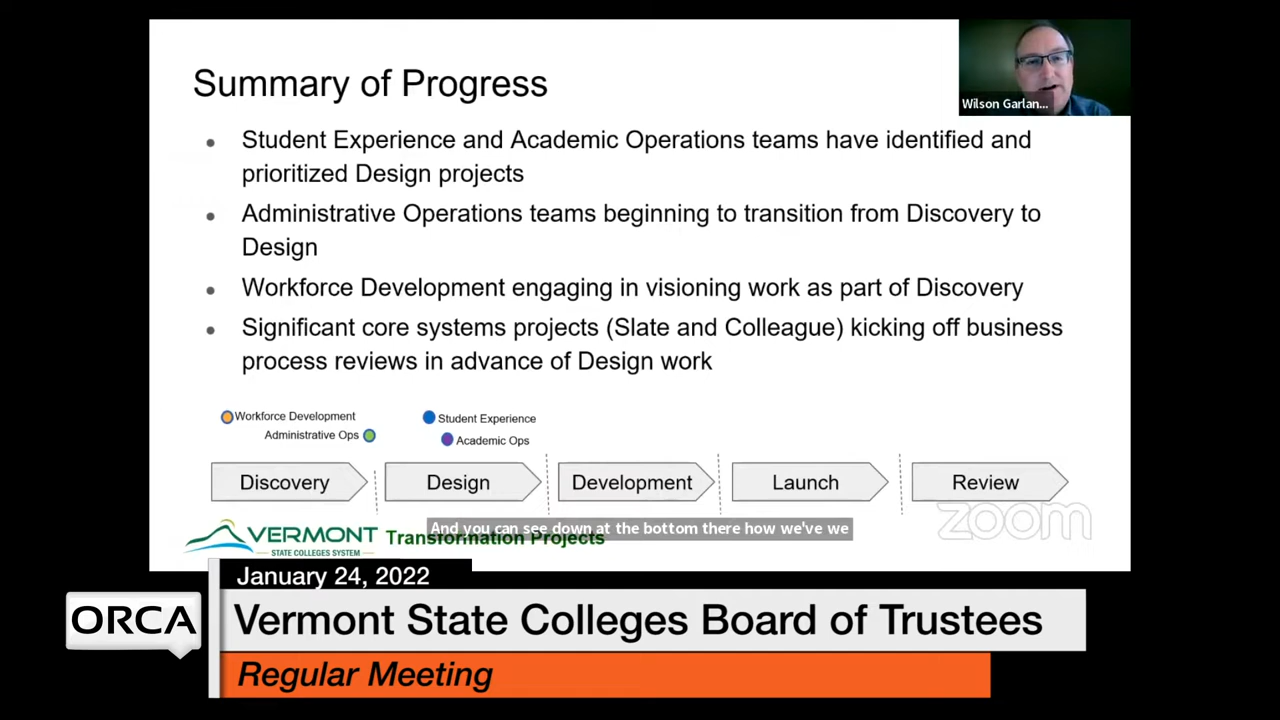 Summary of Progress
Wilson Garlan...
Student Experience and Academic Operations teams have identified and
prioritized Design projects
Administrative Operations teams beginning to transition from Discovery to
Design
Workforce Development engaging in visioning work as part of Discovery
Significant core systems projects (Slate and Colleague) kicking off business
process reviews in advance of Design work
Workforce Development
Student Experience
Administrative Ops
Academic Ops
Discovery
Design
Development
Launch
Review
zoom
And you can see down at the bottom there how we've we
VERMONT
STATE COLLEGES SYSTEM
Transformation Projects
January 24, 2022
ORCA
Vermont State Colleges Board of Trustees
Regular Meeting